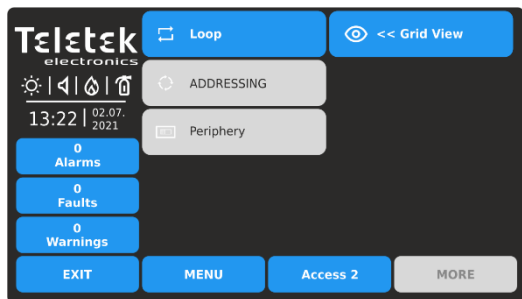 Teletek
electronics
13:22
02.07.
2021
0
Alarms
0
Faults
0
Warnings
Loop
<< Grid View
ADDRESSING
Periphery
EXIT
MENU
Access 2
MORE